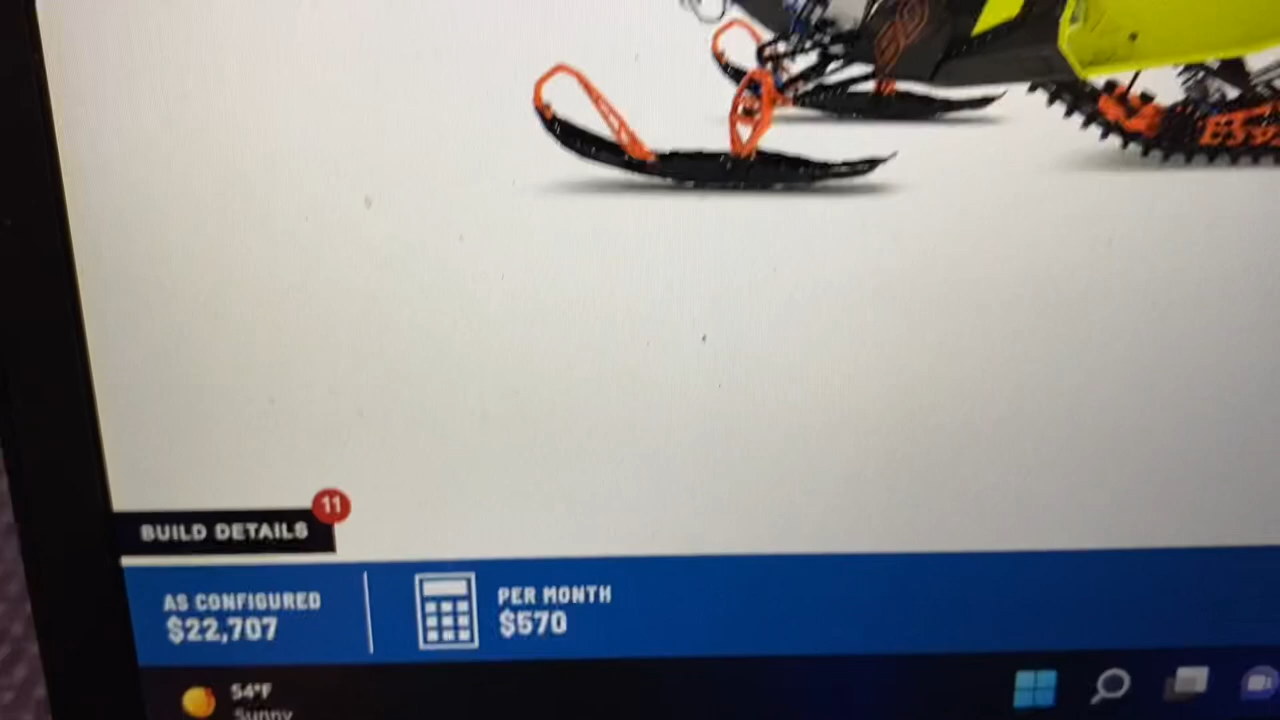 11
BUILD DETAILS
AS CONFIGURED
$22,707
PER MONTH
$570
54°F
Sunny